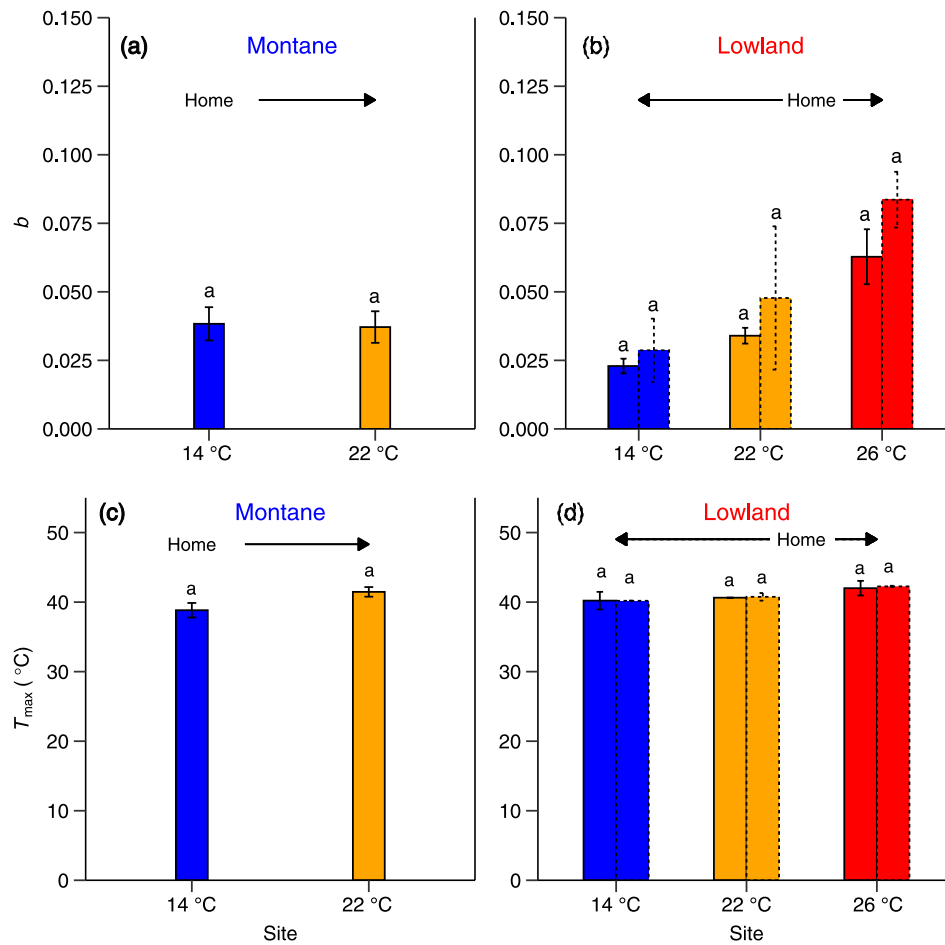 (a) Montane
Home
b
0.150
0.125
0.100
0.075
0.050
0.025
0.000
a a
14 °C 22 °C
(b) Lowland
Home
0.150
0.125
0.100
0.075
0.050
0.025
0.000
a a a a a a
14 °C 22 °C 26 °C
(c) Montane
Home
Tmax ( °C)
50
40
30
20
10
0
a a
14 °C 22 °C
Site
(d) Lowland
Home
50
40
30
20
10
0
a a a a a a
14 °C 22 °C 26 °C
Site